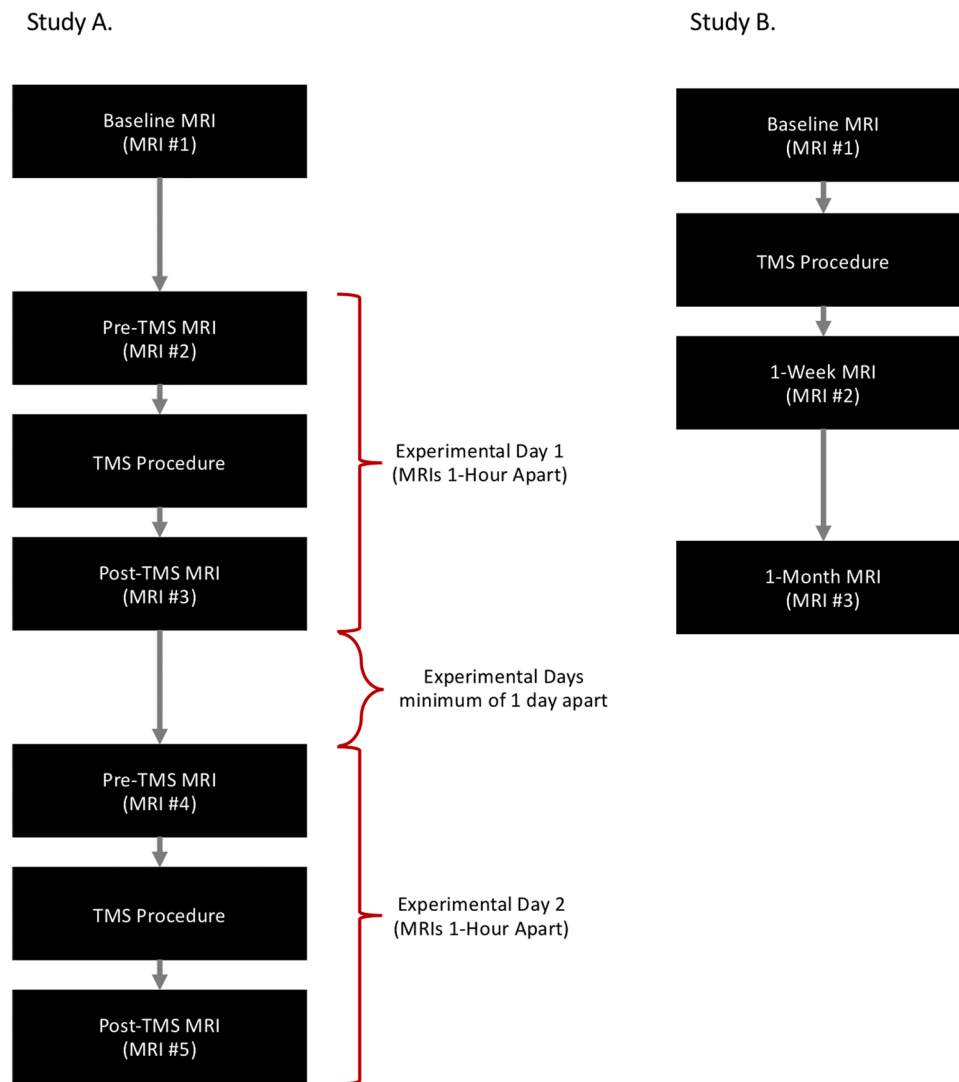 Study A.
Baseline MRI
(MRI #1)
Pre-TMS MRI
(MRI #2)
TMS Procedure
Post-TMS MRI
(MRI #3)
Experimental Day 1
(MRIs 1-Hour Apart)
Experimental Days
minimum of 1 day apart
Pre-TMS MRI
(MRI #4)
TMS Procedure
Post-TMS MRI
(MRI #5)
Experimental Day 2
(MRIs 1-Hour Apart)
Study B.
Baseline MRI
(MRI #1)
TMS Procedure
1-Week MRI
(MRI #2)
1-Month MRI
(MRI #3)